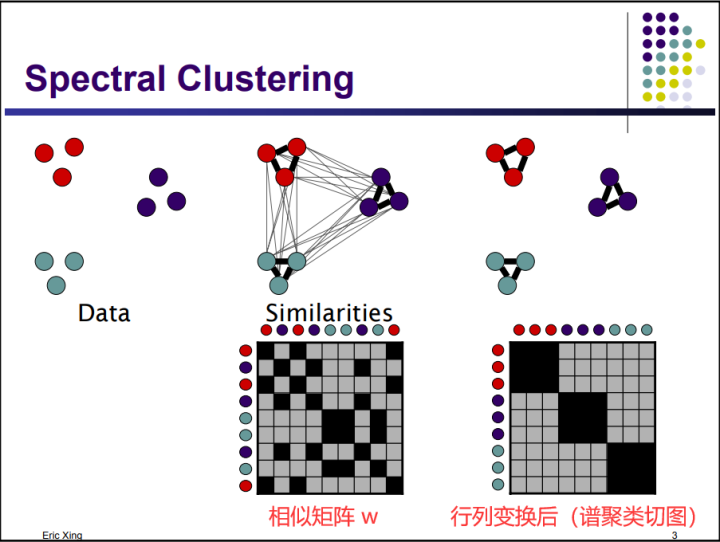 Spectral Clustering
Data
Similarities
相似矩阵 w
行列变换后（谱聚类切图）
Eric Xing
3